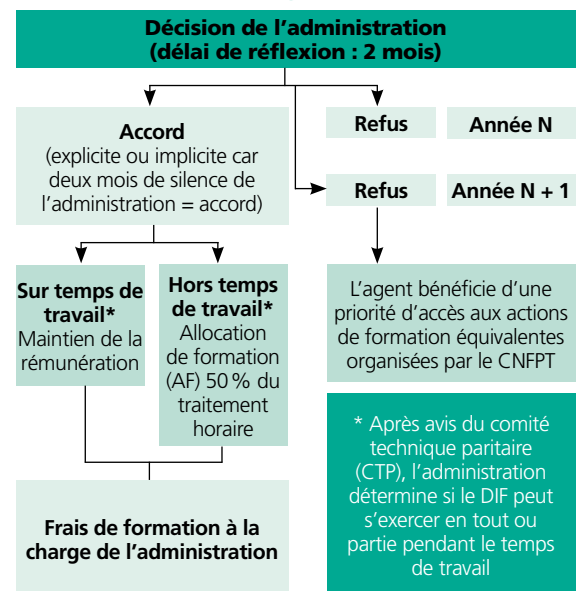 Décision de l’administration
(délai de réflexion : 2 mois)
Accord
(explicite ou implicite car
deux mois de silence de
l’administration = accord)
Refus
Année N
Refus
Année N + 1
Sur temps de
travail*
Maintien de la
rémunération
Hors temps
de travail*
Allocation
de formation
(AF) 50 % du
traitement
horaire
L’agent bénéficie d’une
priorité d’accès aux actions
de formation équivalentes
organisées par le CNFPT
Frais de formation à la
charge de l’administration
* Après avis du comité
technique paritaire
(CTP), l’administration
détermine si le DIF peut
s’exercer en tout ou
partie pendant le temps
de travail